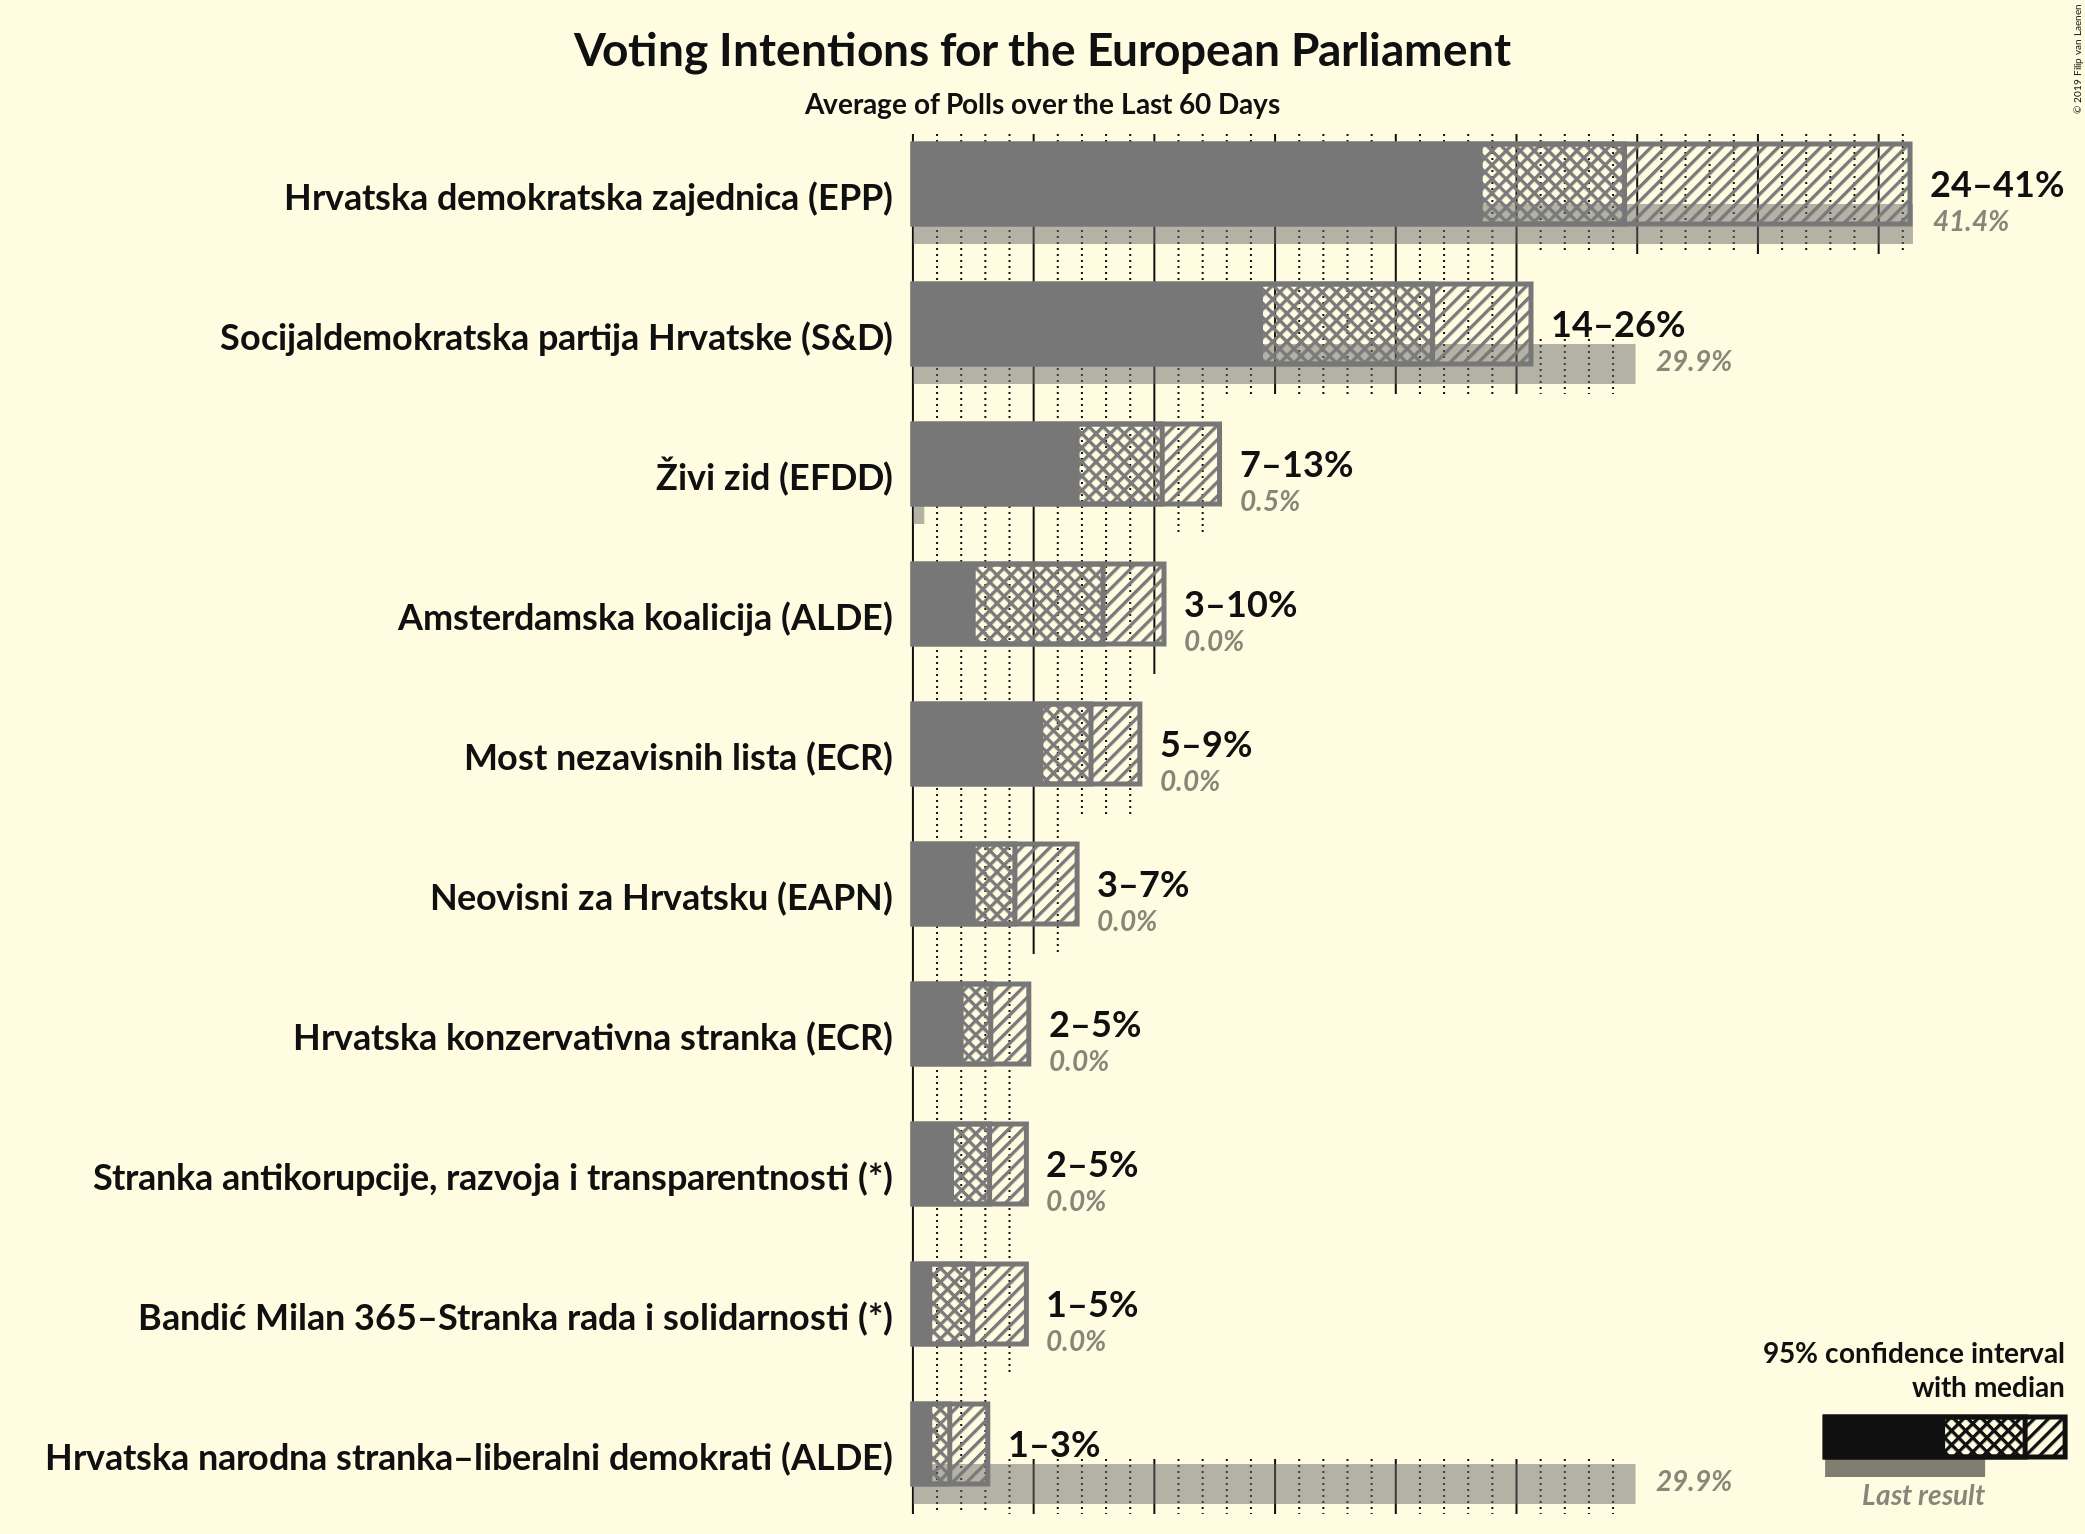 Voting Intentions for the European Parliament
Average of Polls over the Last 60 Days
© 2019 Filip van Laenen
Hrvatska demokratska zajednica (EPP)
24–41%
41.4%
Socijaldemokratska partija Hrvatske (S&D)
14–26%
29.9%
Živi zid (EFDD)
7–13%
0.5%
Amsterdamska koalicija (ALDE)
3–10%
0.0%
Most nezavisnih lista (ECR)
5–9%
0.0%
Neovisni za Hrvatsku (EAPN)
3–7%
0.0%
Hrvatska konzervativna stranka (ECR)
2–5%
0.0%
Stranka antikorupcije, razvoja i transparentnosti (*)
2–5%
0.0%
Bandić Milan 365–Stranka rada i solidarnosti (*)
1–5%
0.0%
Hrvatska narodna stranka–liberalni demokrati (ALDE)
1–3%
29.9%
95% confidence interval
with median
Last result